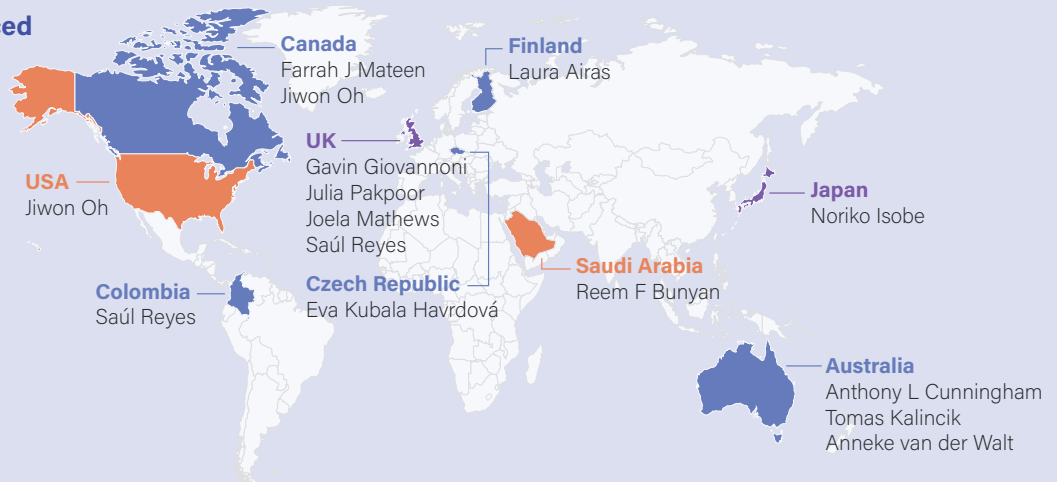 ced
Canada
Farrah J Mateen
Jiwon Oh
Finland
Laura Airas
UK
Gavin Giovannoni
Julia Pakpoor
Joela Mathews
Saúl Reyes
USA
Jiwon Oh
Japan
Noriko Isobe
Saudi Arabia
Reem F Bunyan
Czech Republic
Eva Kubala Havrdová
Colombia
Saúl Reyes
Australia
Anthony L Cunningham
Tomas Kalincik
Anneke van der Walt